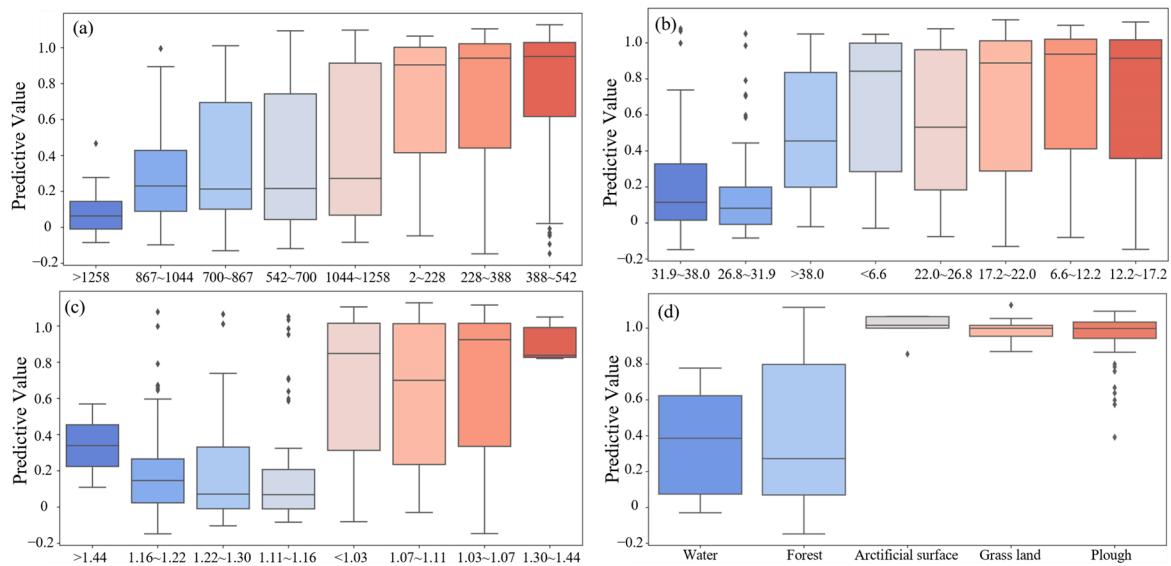 (a)
Predictive Value
1.0
0.8
0.6
0.4
0.2
0
−0.2
>1258 867~1044 700~867 542~700 1044~1258 2~228 228~388 388~542
(b)
Predictive Value
1.0
0.8
0.6
0.4
0.2
0
−0.2
31.9~38.0 26.8~31.9 >38.0 <6.6 22.0~26.8 17.2~22.0 6.6~12.2 12.2~17.2
(c)
Predictive Value
1.0
0.8
0.6
0.4
0.2
0
−0.2
>1.44 1.16~1.22 1.22~1.30 1.11~1.16 <1.03 1.07~1.11 1.03~1.07 1.30~1.44
(d)
Predictive Value
1.0
0.8
0.6
0.4
0.2
0
−0.2
Water Forest Arctificial surface Grass land Plough